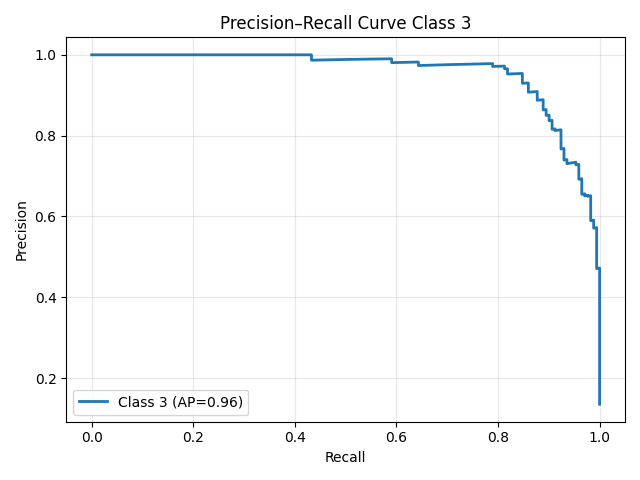 Precision–Recall Curve Class 3
1.0
0.8
0.6
0.4
0.2
Precision
Class 3 (AP=0.96)
0.0 0.2 0.4 0.6 0.8 1.0
Recall